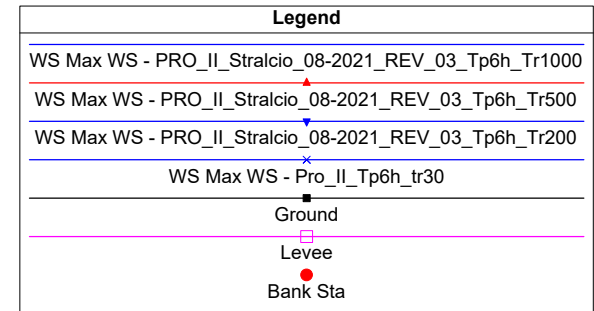 Legend
WS Max WS - PRO_II_Stralcio_08-2021_REV_03_Tp6h_Tr1000
WS Max WS - PRO_II_Stralcio_08-2021_REV_03_Tp6h_Tr500
WS Max WS - PRO_II_Stralcio_08-2021_REV_03_Tp6h_Tr200
WS Max WS - Pro_II_Tp6h_tr30
Ground
Levee
Bank Sta